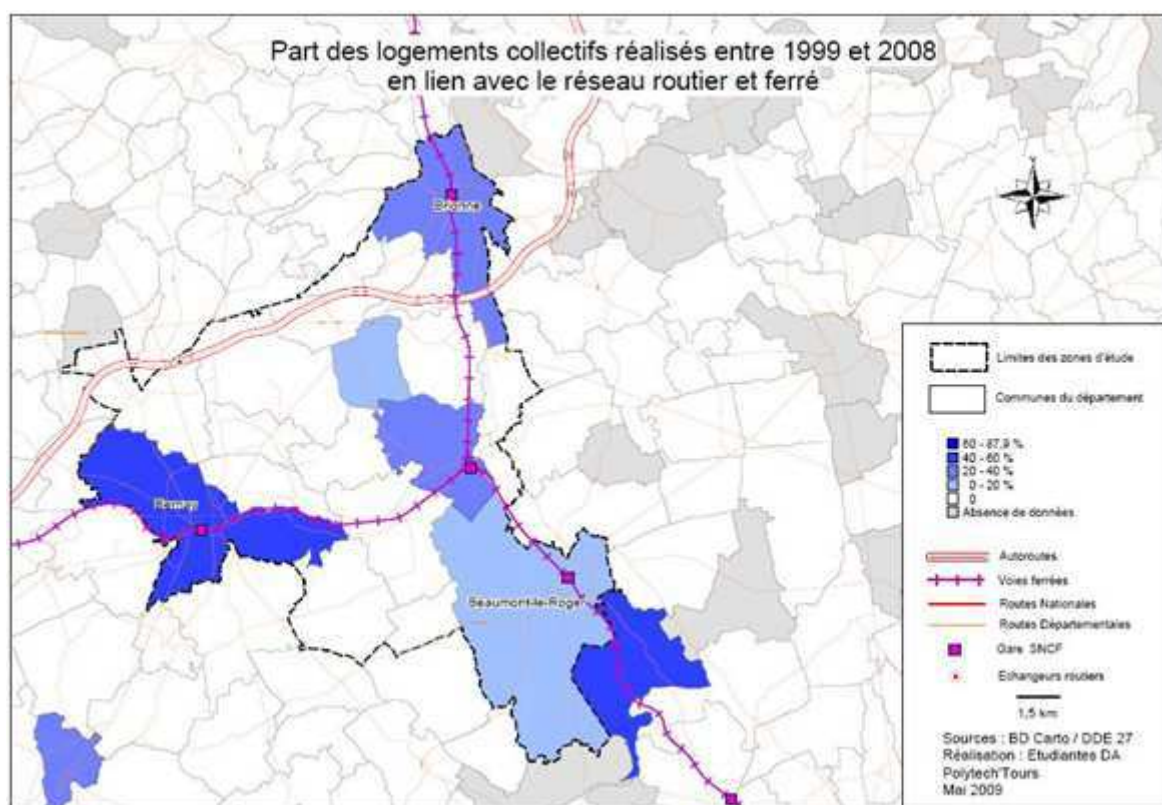 Part des logements collectifs réalisés entre 1999 et 2008
en lien avec le réseau routier et ferré
Brionne
Bernay
Beaumont-le-Roger
Limites des zones d'étude
Communes du département
60 - 87,9 %
40 - 60 %
20 - 40 %
0 - 20 %
0
Absence de données
Autoroutes
Voies ferrées
Routes Nationales
Routes Départementales
Gare SNCF
Echangeurs routiers
1,5 km
Sources : BD Carto / DDE 27
Réalisation : Etudiantes DA
Polytech'Tours
Mai 2009